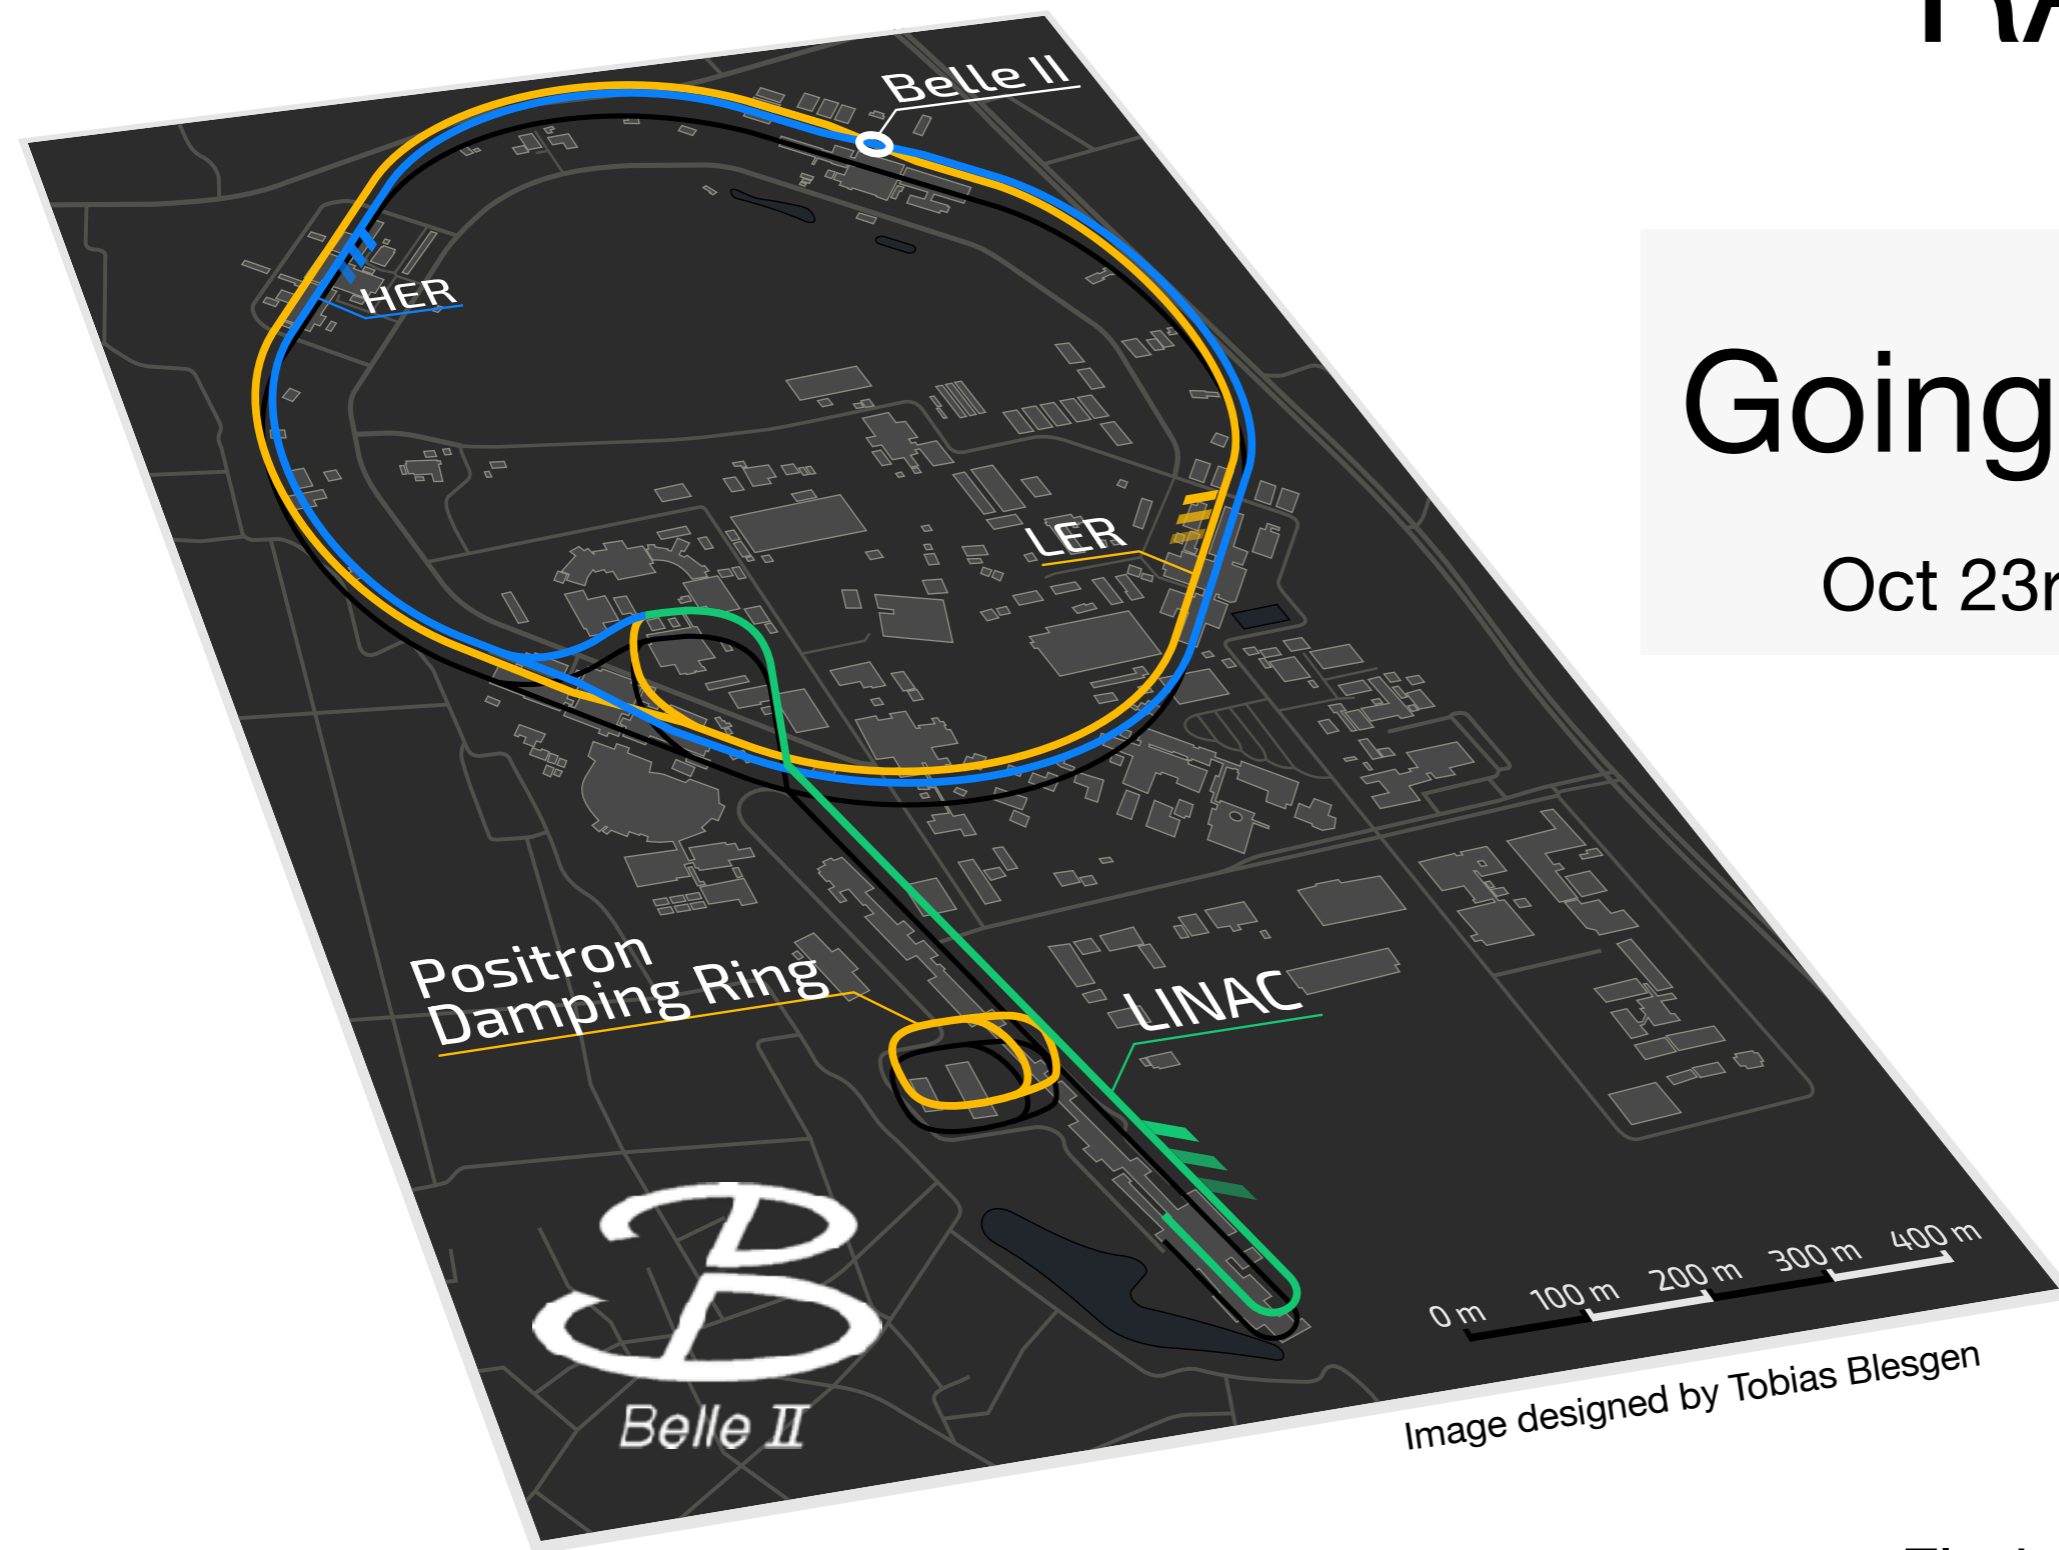 Belle II
HER
LER
Positron
Damping Ring
LINAC
0 m 100 m 200 m 300 m 400 m
Belle II
Image designed by Tobias Blesgen
Going
Oct 23